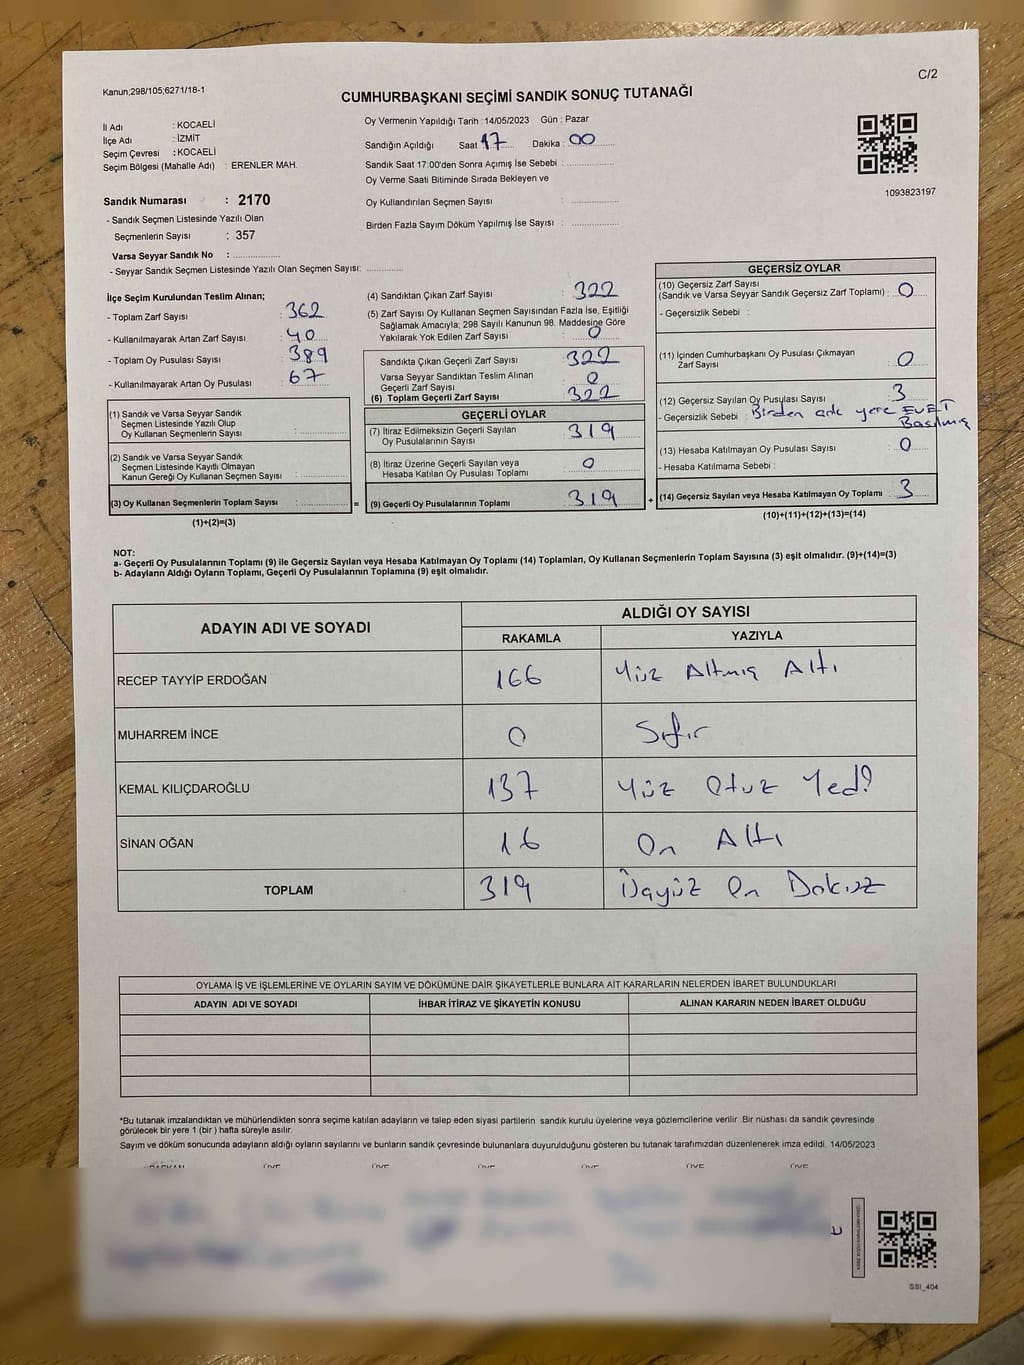 C/2
Kanun;298/105;6271/18-1
CUMHURBAŞKANI SEÇİMİ SANDIK SONUÇ TUTANAĞI
İl Adı : KOCAELİ
İlçe Adı : İZMİT
Seçim Çevresi : KOCAELİ
Seçim Bölgesi (Mahalle Adı) : ERENLER MAH.
Oy Vermenin Yapıldığı Tarih : 14/05/2023 Gün : Pazar
Sandığın Açıldığı Saat 17 Dakika : 00
Sandık Saat 17:00'den Sonra Açımış İse Sebebi :
Oy Verme Saati Bitiminde Sırada Bekleyen ve
Oy Kullandırılan Seçmen Sayısı :
Birden Fazla Sayım Döküm Yapılmış İse Sayısı :
1093823197
Sandık Numarası : 2170
- Sandık Seçmen Listesinde Yazılı Olan
Seçmenlerin Sayısı : 357
Varsa Seyyar Sandık No :
- Seyyar Sandık Seçmen Listesinde Yazılı Olan Seçmen Sayısı:
İlçe Seçim Kurulundan Teslim Alınan;
- Toplam Zarf Sayısı : 362
- Kullanılmayarak Artan Zarf Sayısı : 40
- Toplam Oy Pusulası Sayısı : 389
- Kullanılmayarak Artan Oy Pusulası : 67
(1) Sandık ve Varsa Seyyar Sandık
Seçmen Listesinde Yazılı Olup
Oy Kullanan Seçmenlerin Sayısı :
(2) Sandık ve Varsa Seyyar Sandık
Seçmen Listesinde Kayıtlı Olmayan
Kanun Gereği Oy Kullanan Seçmen Sayısı :
(3) Oy Kullanan Seçmenlerin Toplam Sayısı :
=
(1)+(2)=(3)
(4) Sandıktan Çıkan Zarf Sayısı : 322
(5) Zarf Sayısı Oy Kullanan Seçmen Sayısından Fazla İse, Eşitliği
Sağlamak Amacıyla; 298 Sayılı Kanunun 98. Maddesine Göre
Yakılarak Yok Edilen Zarf Sayısı : 0
Sandıkta Çıkan Geçerli Zarf Sayısı : 322
Varsa Seyyar Sandıktan Teslim Alınan
Geçerli Zarf Sayısı : 0
(6) Toplam Geçerli Zarf Sayısı : 322
GEÇERLİ OYLAR
(7) İtiraz Edilmeksizin Geçerli Sayılan
Oy Pusulalarının Sayısı : 319
(8) İtiraz Üzerine Geçerli Sayılan veya
Hesaba Katılan Oy Pusulası Toplamı : 0
(9) Geçerli Oy Pusulalarının Toplamı : 319
+
GEÇERSİZ OYLAR
(10) Geçersiz Zarf Sayısı
(Sandık ve Varsa Seyyar Sandık Geçersiz Zarf Toplamı) : 0
- Geçersizlik Sebebi :
(11) İçinden Cumhurbaşkanı Oy Pusulası Çıkmayan
Zarf Sayısı : 0
(12) Geçersiz Sayılan Oy Pusulası Sayısı : 3
- Geçersizlik Sebebi : Birden çok yere EVET
Basılmış
(13) Hesaba Katılmayan Oy Pusulası Sayısı : 0
- Hesaba Katılmama Sebebi :
(14) Geçersiz Sayılan veya Hesaba Katılmayan Oy Toplamı : 3
(10)+(11)+(12)+(13)=(14)
NOT:
a- Geçerli Oy Pusulalarının Toplamı (9) ile Geçersiz Sayılan veya Hesaba Katılmayan Oy Toplamı (14) Toplamları, Oy Kullanan Seçmenlerin Toplam Sayısına (3) eşit olmalıdır. (9)+(14)=(3)
b- Adayların Aldığı Oyların Toplamı, Geçerli Oy Pusulalarının Toplamına (9) eşit olmalıdır.
ADAYIN ADI VE SOYADI
ALDIĞI OY SAYISI
RAKAMLA YAZIYLA
RECEP TAYYİP ERDOĞAN 166 Yüz Altmış Altı
MUHARREM İNCE 0 Sıfır
KEMAL KILIÇDAROĞLU 137 Yüz Otuz Yedi
SİNAN OĞAN 16 On Altı
TOPLAM 319 Üçyüz On Dokuz
OYLAMA İŞ VE İŞLEMLERİNE VE OYLARIN SAYIM VE DÖKÜMÜNE DAİR ŞİKAYETLERLE BUNLARA AİT KARARLARIN NELERDEN İBARET BULUNDUKLARI
ADAYIN ADI VE SOYADI İHBAR İTİRAZ VE ŞİKAYETİN KONUSU ALINAN KARARIN NEDEN İBARET OLDUĞU
*Bu tutanak imzalandıktan ve mühürlendikten sonra seçime katılan adayların ve talep eden siyasi partilerin sandık kurulu üyelerine veya gözlemcilerine verilir .Bir nüshası da sandık çevresinde
görülecek bir yere 1 (bir ) hafta süreyle asılır.
Sayım ve döküm sonucunda adayların aldığı oyların sayılarını ve bunların sandık çevresinde bulunanlara duyurulduğunu gösteren bu tutanak tarafımızdan düzenlenerek imza edildi. 14/05/2023
BAŞKAN ÜYE ÜYE ÜYE ÜYE ÜYE ÜYE
SSI_404